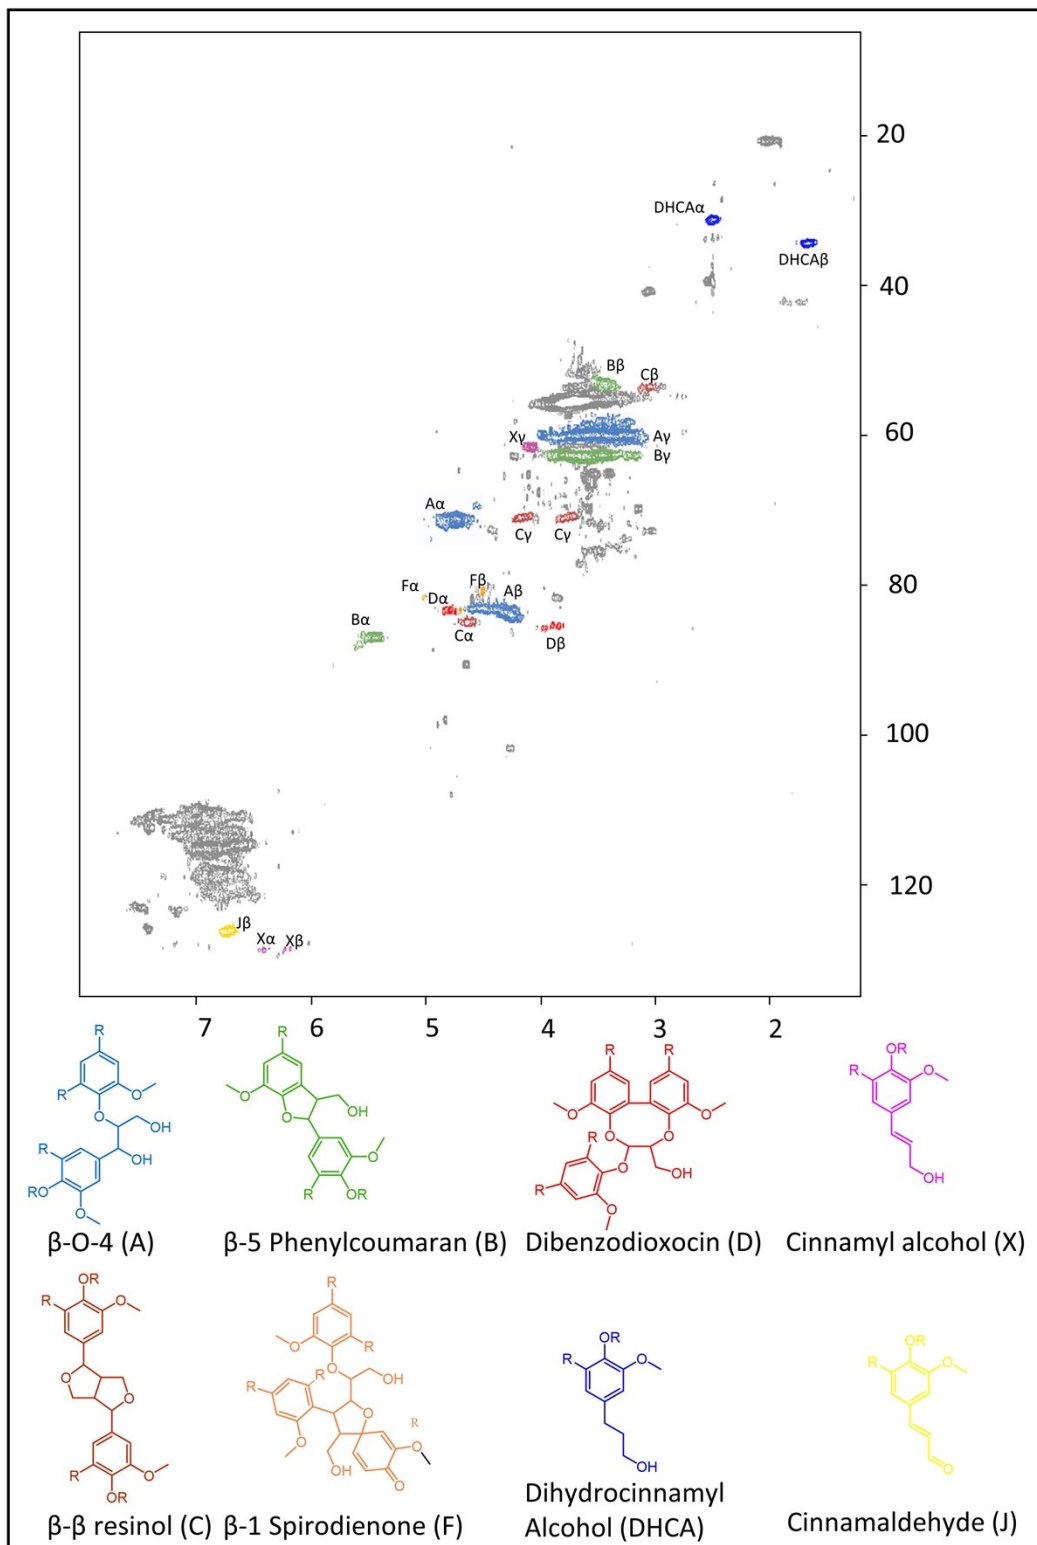 20
DHCAα
DHCAβ
40
Bβ
Cβ
60
Xγ
Aγ
Bγ
Aα
Cγ
Cγ
80
Fα
Fβ
Dα
Aβ
Bα
Cα
Dβ
100
120
Jβ
Xα
Xβ
7
6
5
4
3
2
R
R
O
O
OH
R
OH
RO
O
R
O
O
OH
O
R
OR
R
R
O
O
O
O
R
O
OH
R
O
OR
R
O
OH
β-O-4 (A)
β-5 Phenylcoumaran (B)
Dibenzodioxocin (D)
Cinnamyl alcohol (X)
OR
R
O
O
O
R
O
OR
R
O
R
O
OH
R
R
O
O
R
O
OH
O
OR
R
O
OH
OR
R
O
O
β-β resinol (C)
β-1 Spirodienone (F)
Dihydrocinnamyl
Alcohol (DHCA)
Cinnamaldehyde (J)